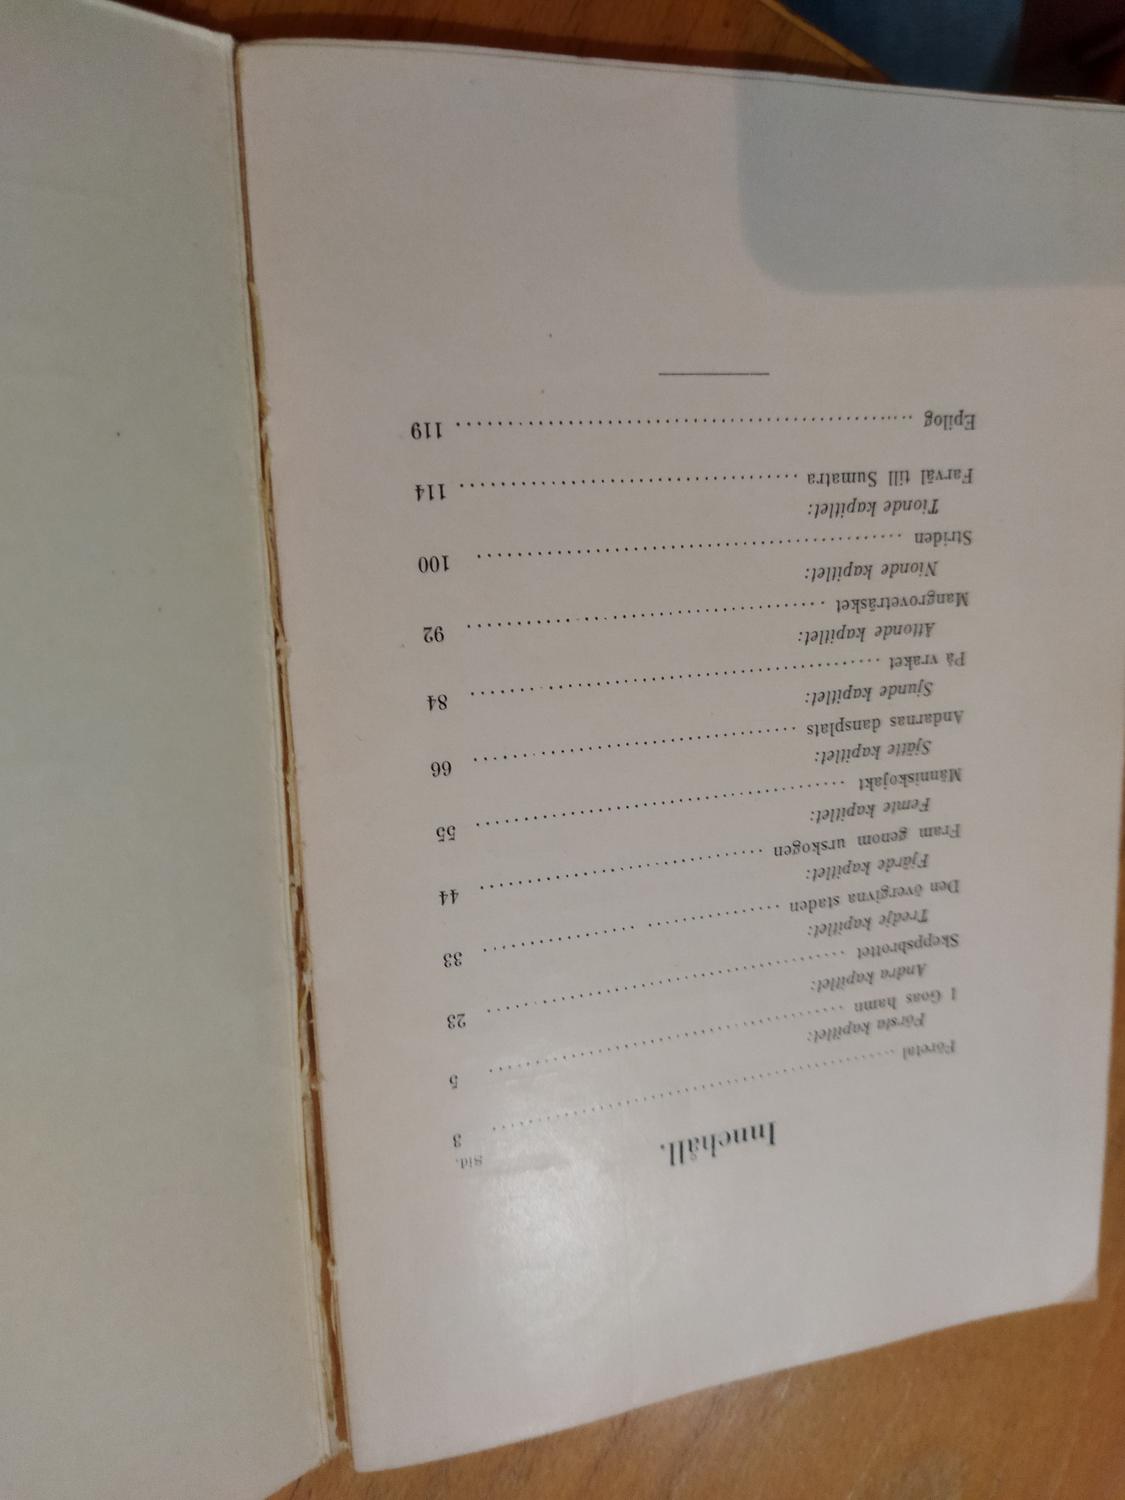 Innehåll.
Sid.
Företal ........ 3
Första kapitlet:
I Goas hamn ........ 5
Andra kapitlet:
Skeppsbrottet ........ 23
Tredje kapitlet:
Den övergivna staden ........ 33
Fjärde kapitlet:
Fram genom urskogen ........ 44
Femte kapitlet:
Människojakt ........ 55
Sjätte kapitlet:
Andarnas dansplats ........ 66
Sjunde kapitlet:
På vraket ........ 84
Åttonde kapitlet:
Mangroveträsket ........ 92
Nionde kapitlet:
Striden ........ 100
Tionde kapitlet:
Farväl till Sumatra ........ 114
Epilog ........ 119